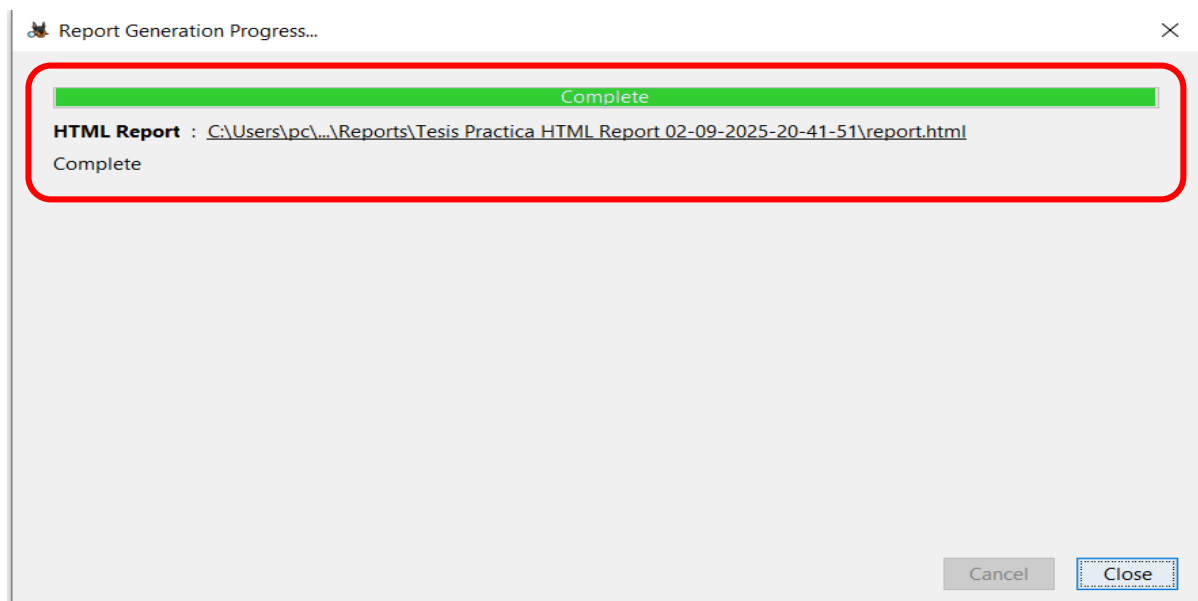 Report Generation Progress...
Complete
HTML Report : C:\Users\pc\...\Reports\Tesis Practica HTML Report 02-09-2025-20-41-51\report.html
Complete
Cancel Close